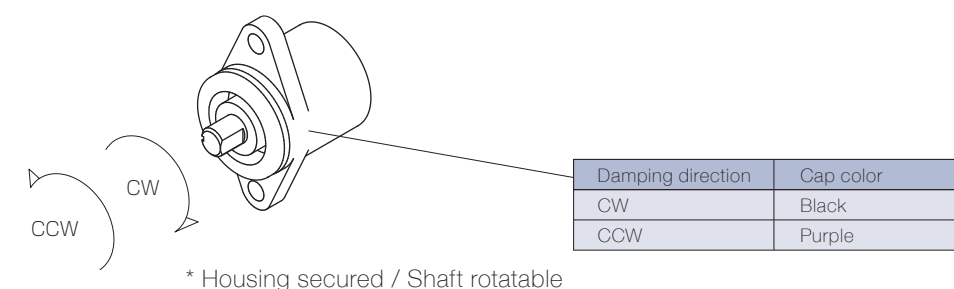 CW
CCW
Damping direction Cap color
CW Black
CCW Purple
* Housing secured / Shaft rotatable